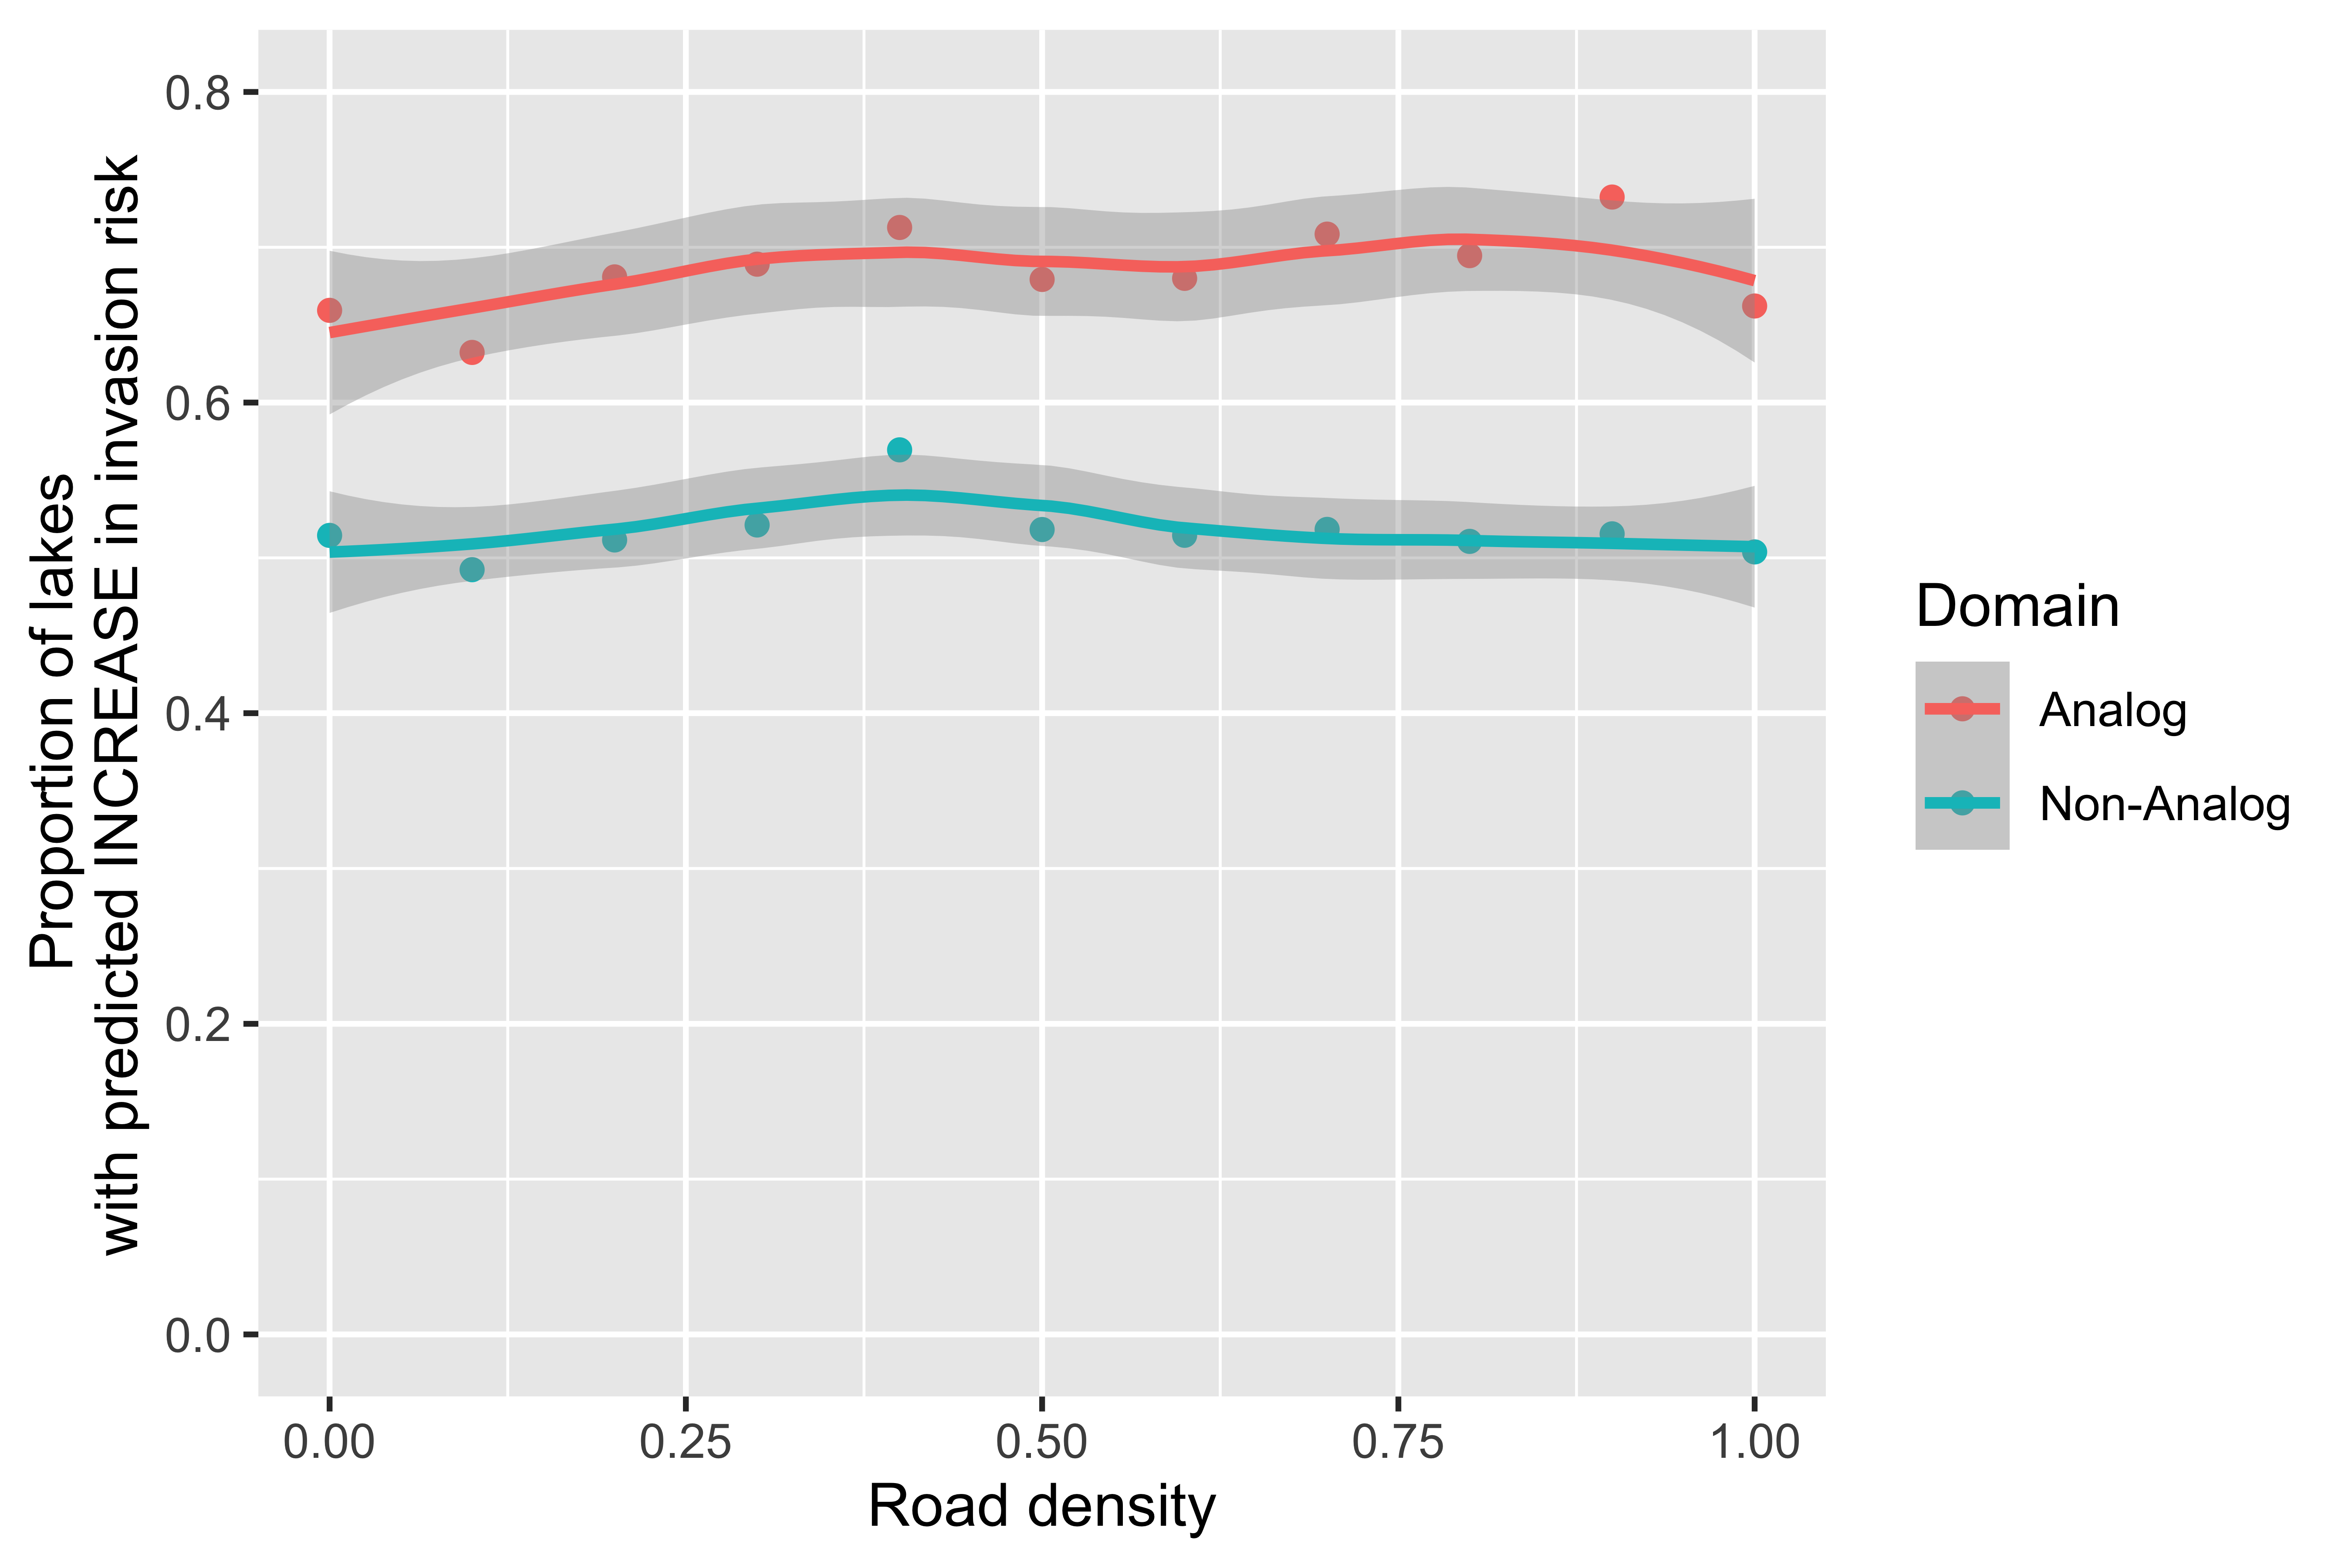 Proportion of lakes
with predicted INCREASE in invasion risk
0.8
0.6
0.4
0.2
0.0
0.00
0.25
0.50
0.75
1.00
Road density
Domain
Analog
Non-Analog